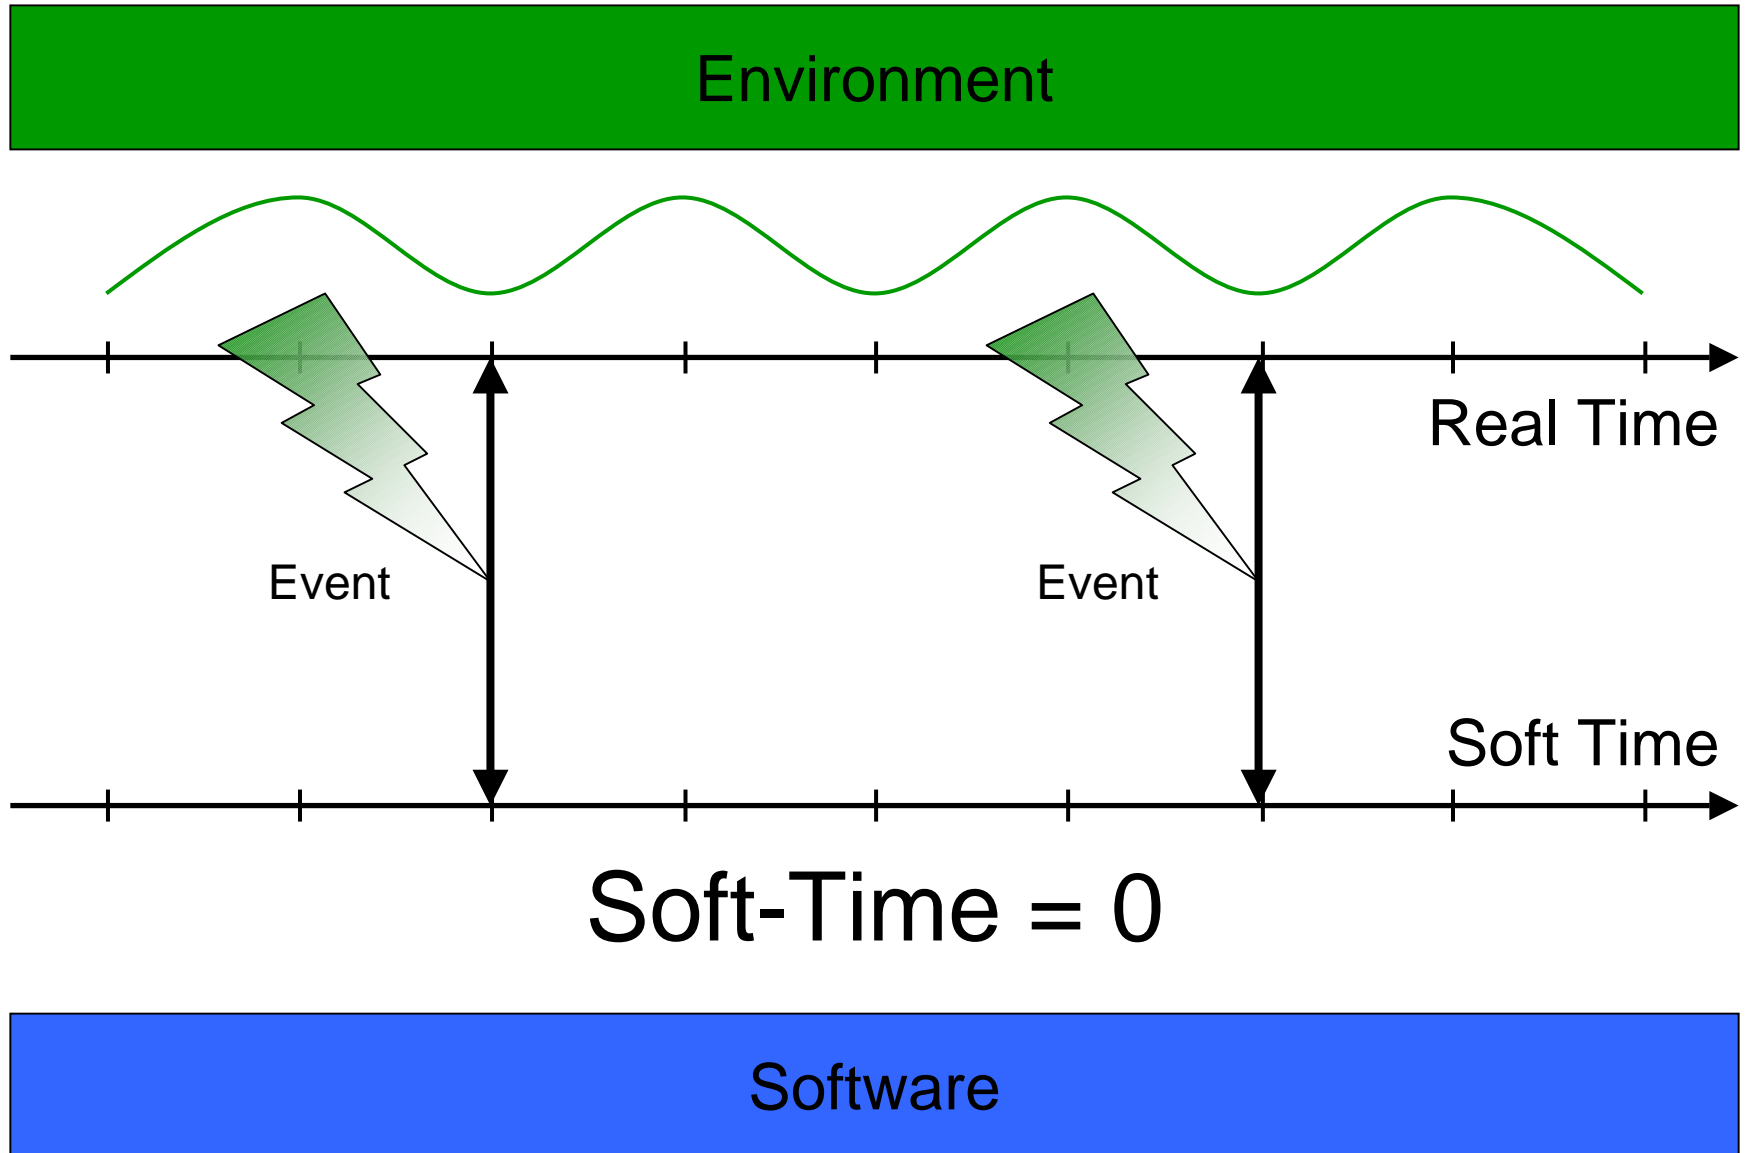 Environment
Real Time
Event
Event
Soft Time
Soft-Time = 0
Software